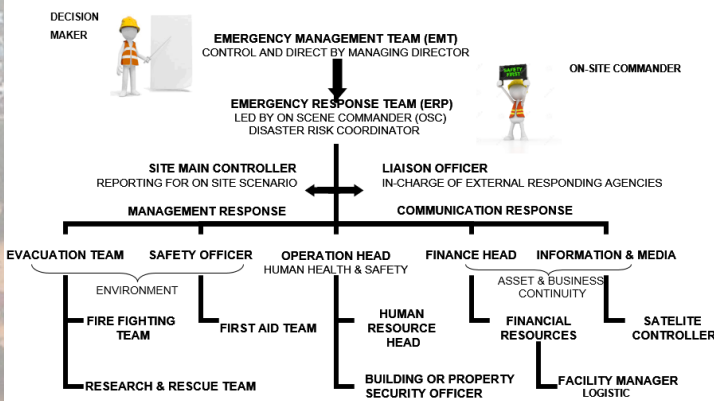 DECISION
MAKER
EMERGENCY MANAGEMENT TEAM (EMT)
CONTROL AND DIRECT BY MANAGING DIRECTOR
SAFETY
FIRST
ON-SITE COMMANDER
EMERGENCY RESPONSE TEAM (ERP)
LED BY ON SCENE COMMANDER (OSC)
DISASTER RISK COORDINATOR
SITE MAIN CONTROLLER
REPORTING FOR ON SITE SCENARIO
LIAISON OFFICER
IN-CHARGE OF EXTERNAL RESPONDING AGENCIES
MANAGEMENT RESPONSE
COMMUNICATION RESPONSE
EVACUATION TEAM
SAFETY OFFICER
OPERATION HEAD
HUMAN HEALTH & SAFETY
FINANCE HEAD
INFORMATION & MEDIA
ENVIRONMENT
ASSET & BUSINESS
CONTINUITY
FIRE FIGHTING
TEAM
FIRST AID TEAM
HUMAN
RESOURCE
HEAD
FINANCIAL
RESOURCES
SATELITE
CONTROLLER
RESEARCH & RESCUE TEAM
BUILDING OR PROPERTY
SECURITY OFFICER
FACILITY MANAGER
LOGISTIC